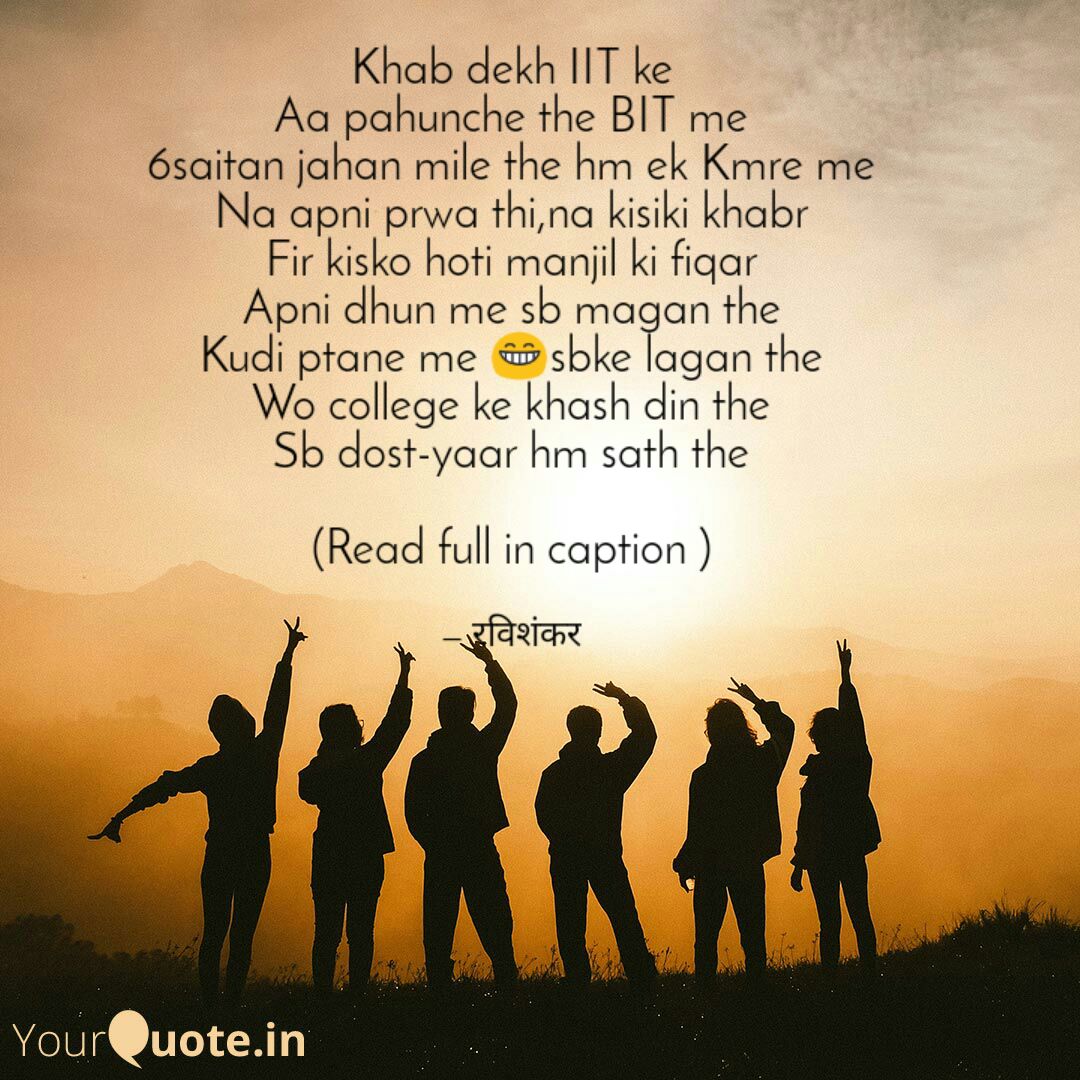 Khab dekh IIT ke
Aa pahunche the BIT me
6saitan jahan mile the hm ek Kmre me
Na apni prwa thi,na kisiki khabr
Fir kisko hoti manjil ki fiqar
Apni dhun me sb magan the
Kudi ptane me 😁sbke lagan the
Wo college ke khash din the
Sb dost-yaar hm sath the
(Read full in caption )
– रविशंकर
YourQuote.in